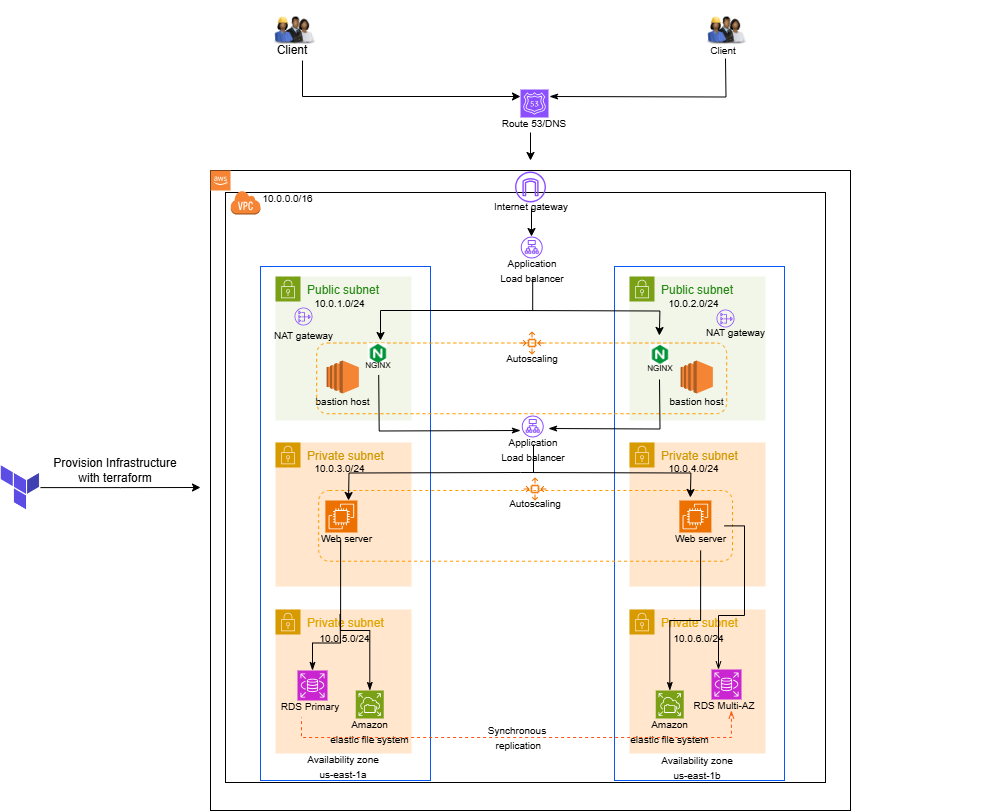 Client
Client
53
Route 53/DNS
aws
VPC
10.0.0.0/16
Internet gateway
Application
Load balancer
Public subnet
10.0.1.0/24
NAT gateway
N
NGINX
bastion host
Autoscaling
Public subnet
10.0.2.0/24
NAT gateway
N
NGINX
bastion host
Application
Load balancer
Provision Infrastructure
with terraform
Private subnet
10.0.3.0/24
Web server
Autoscaling
Private subnet
10.0.4.0/24
Web server
Private subnet
10.0.5.0/24
RDS Primary
Amazon
elastic file system
Synchronous
replication
Private subnet
10.0.6.0/24
Amazon
elastic file system
RDS Multi-AZ
Availability zone
us-east-1a
Availability zone
us-east-1b